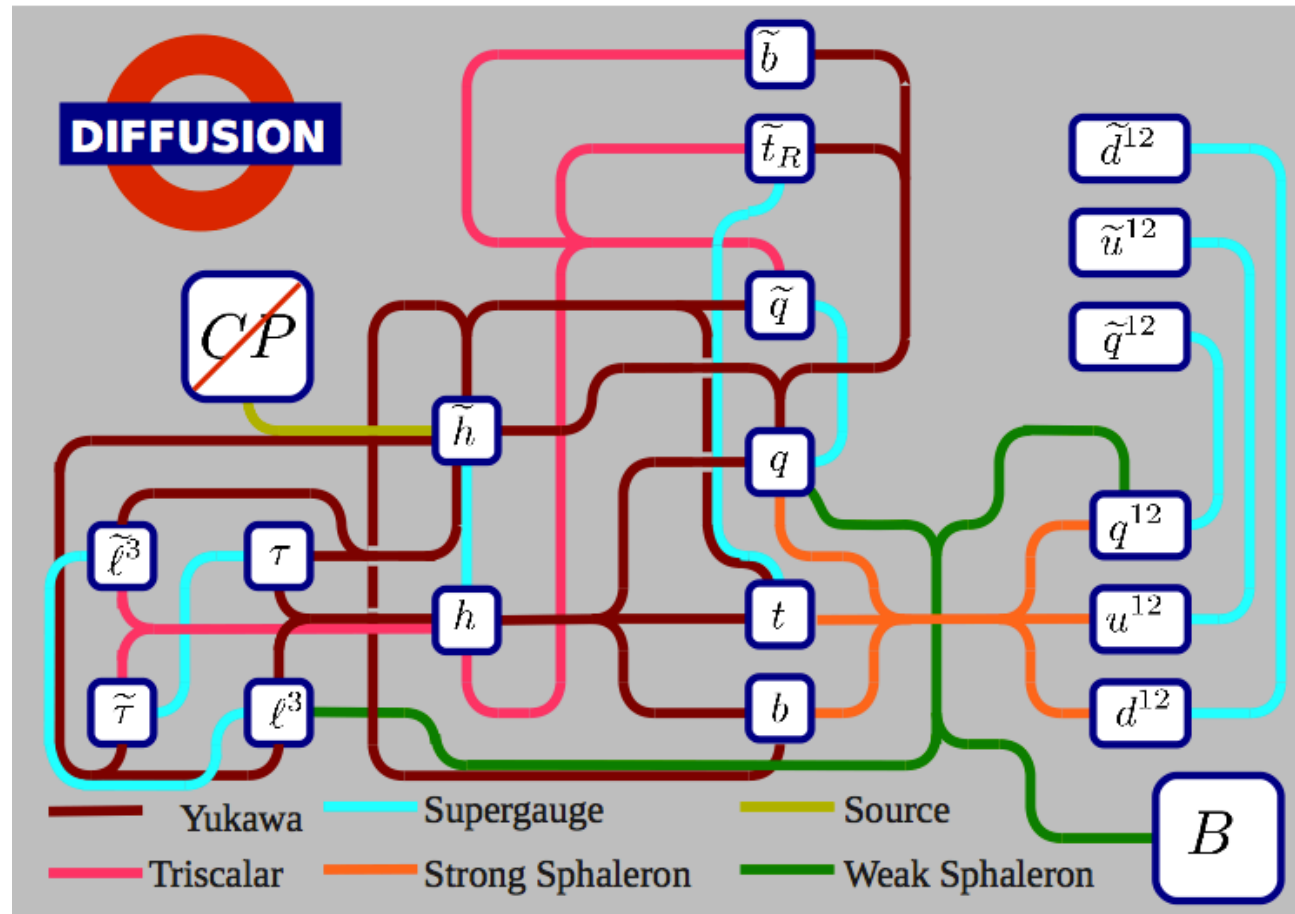 b̃
DIFFUSION
t̃_R
d̃^12
ũ^12
CP
q̃
q̃^12
h̃
q
q^12
ℓ̃^3
τ
h
t
u^12
τ̃
ℓ^3
b
d^12
B
Yukawa
Supergauge
Source
Triscalar
Strong Sphaleron
Weak Sphaleron